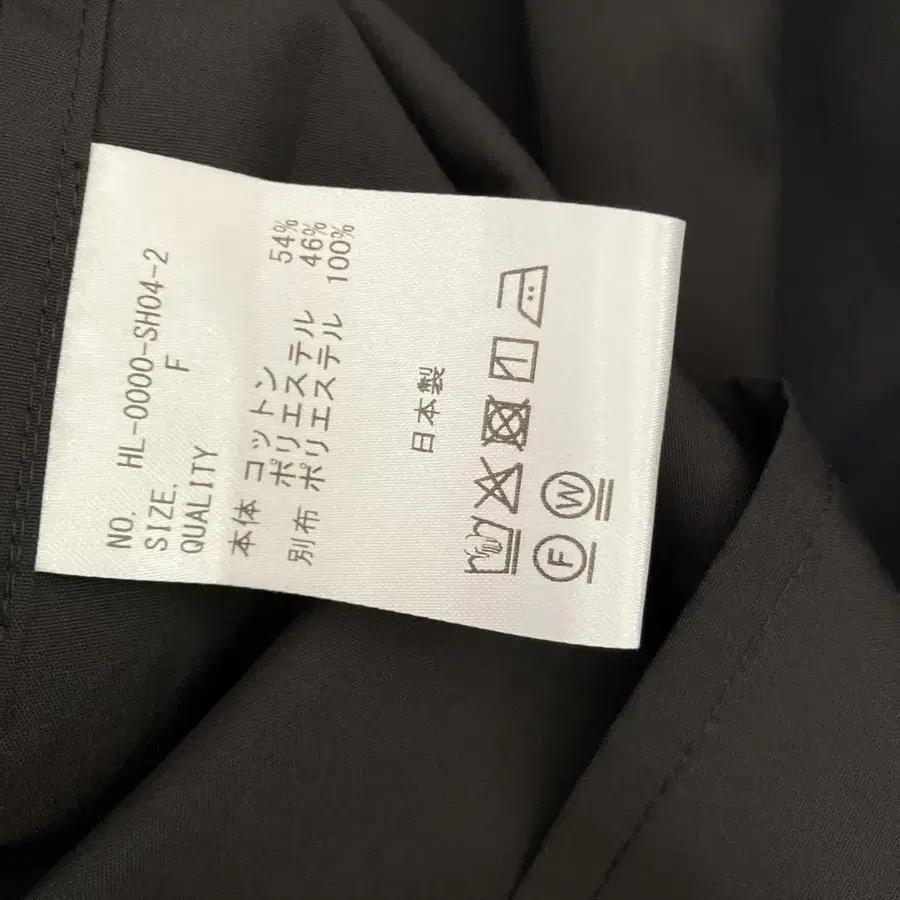 NO. HL-0000-SH04-2
SIZE. F
QUALITY
本体 コットン 54%
ポリエステル 46%
別布 ポリエステル 100%
日本製
F W